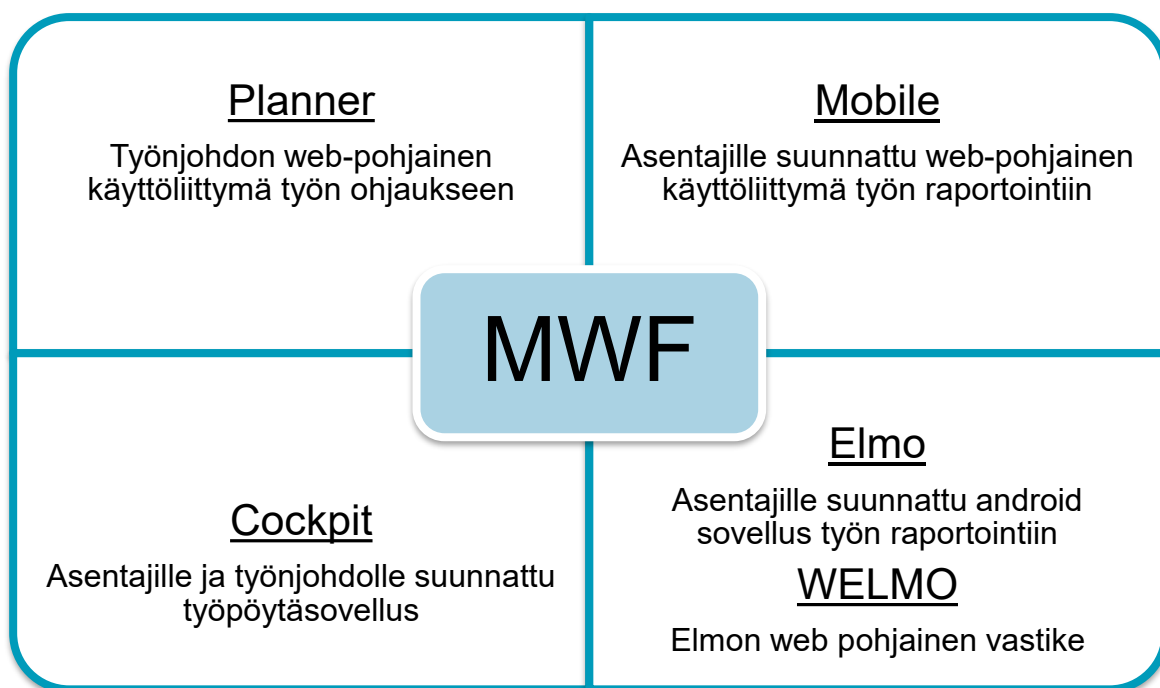 Planner
Työnjohdon web-pohjainen
käyttöliittymä työn ohjaukseen
Mobile
Asentajille suunnattu web-pohjainen
käyttöliittymä työn raportointiin
MWF
Cockpit
Asentajille ja työnjohdolle suunnattu
työpöytäsovellus
Elmo
Asentajille suunnattu android
sovellus työn raportointiin
WELMO
Elmon web pohjainen vastike